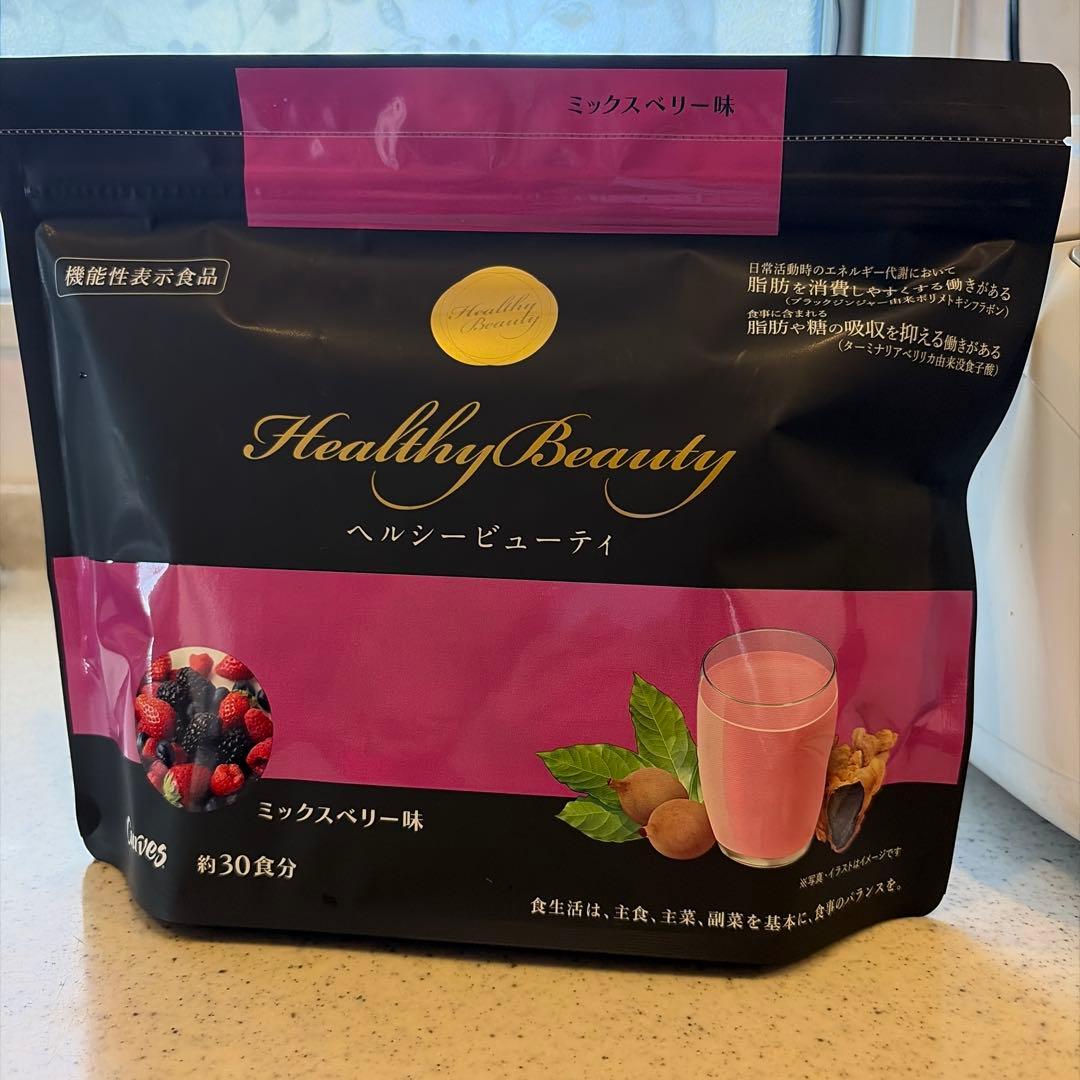 ミックスベリー味
機能性表示食品
Healthy
Beauty
日常活動時のエネルギー代謝において
脂肪を消費しやすくする働きがある
(ブラックジンジャー由来ポリメトキシフラボン)
食事に含まれる
脂肪や糖の吸収を抑える働きがある
(ターミナリアベリリカ由来没食子酸)
Healthy Beauty
ヘルシービューティ
ミックスベリー味
Curves
約30食分
※写真・イラストはイメージです
食生活は、主食、主菜、副菜を基本に、食事のバランスを。